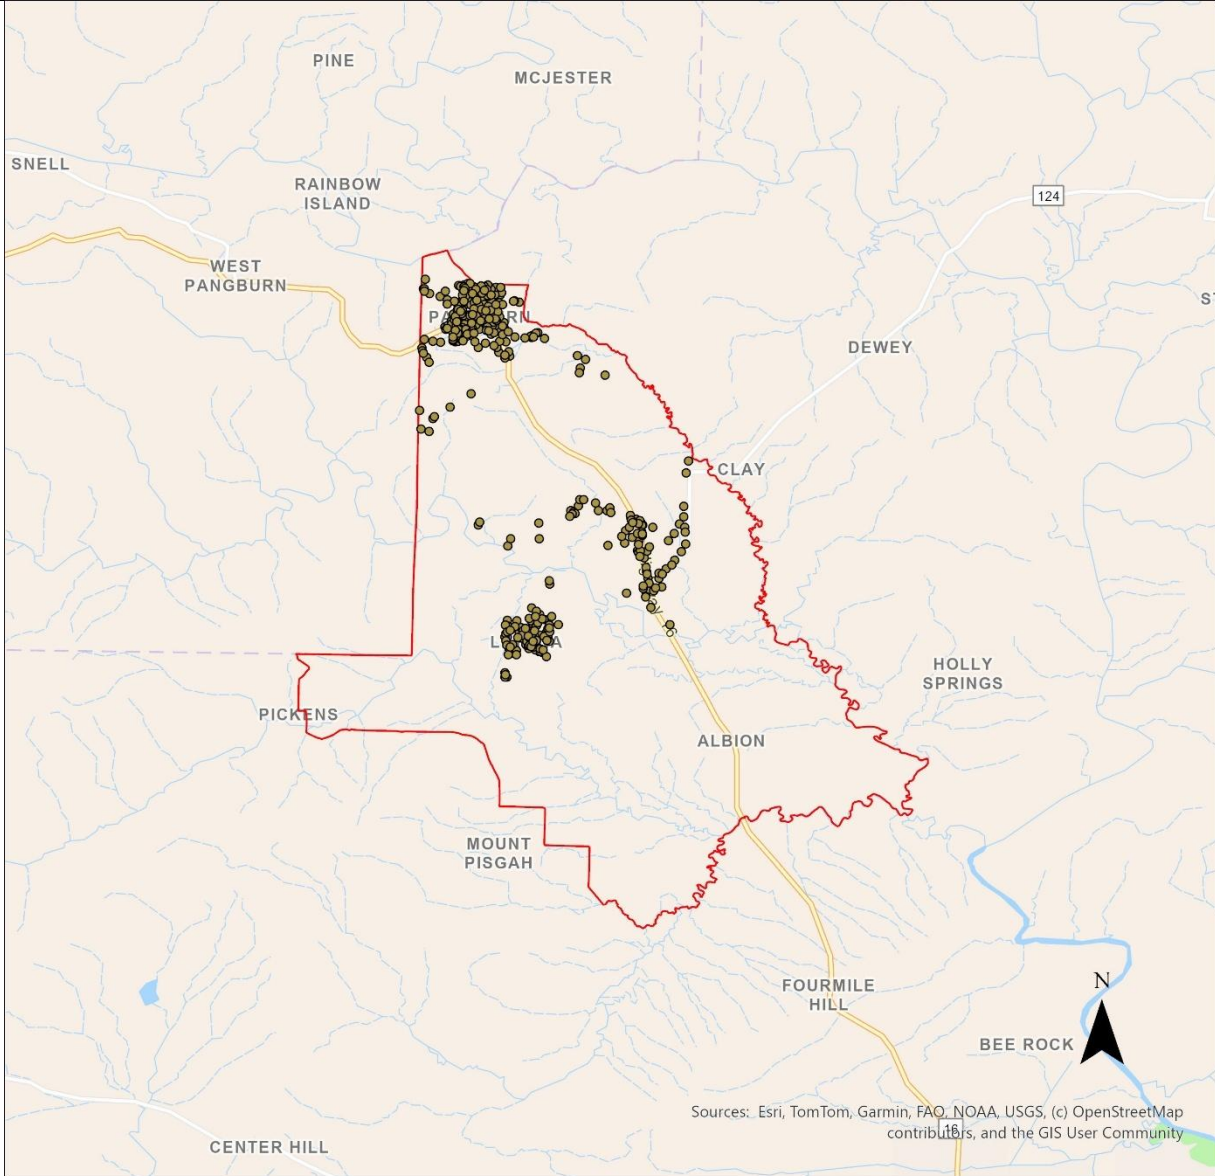 PINE
MCJESTER
SNELL
RAINBOW
ISLAND
124
WEST
PANGBURN
DEWEY
CLAY
HOLLY
SPRINGS
PICKENS
ALBION
MOUNT
PISGAH
FOURMILE
HILL
N
BEE ROCK
Sources: Esri, TomTom, Garmin, FAO, NOAA, USGS, (c) OpenStreetMap
contributors, and the GIS User Community
16
CENTER HILL